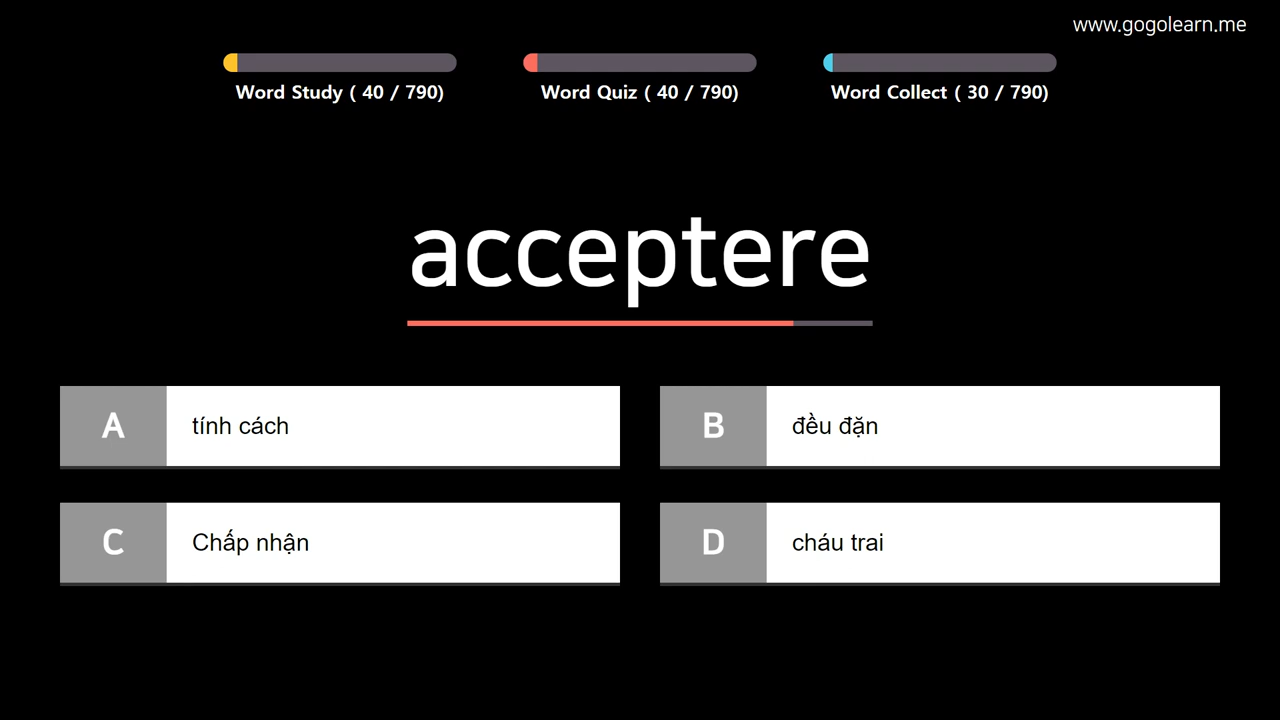 www.gogolearn.me
Word Study ( 40 / 790)
Word Quiz ( 40 / 790)
Word Collect ( 30 / 790)
acceptere
A tính cách
B đều đặn
C Chấp nhận
D cháu trai